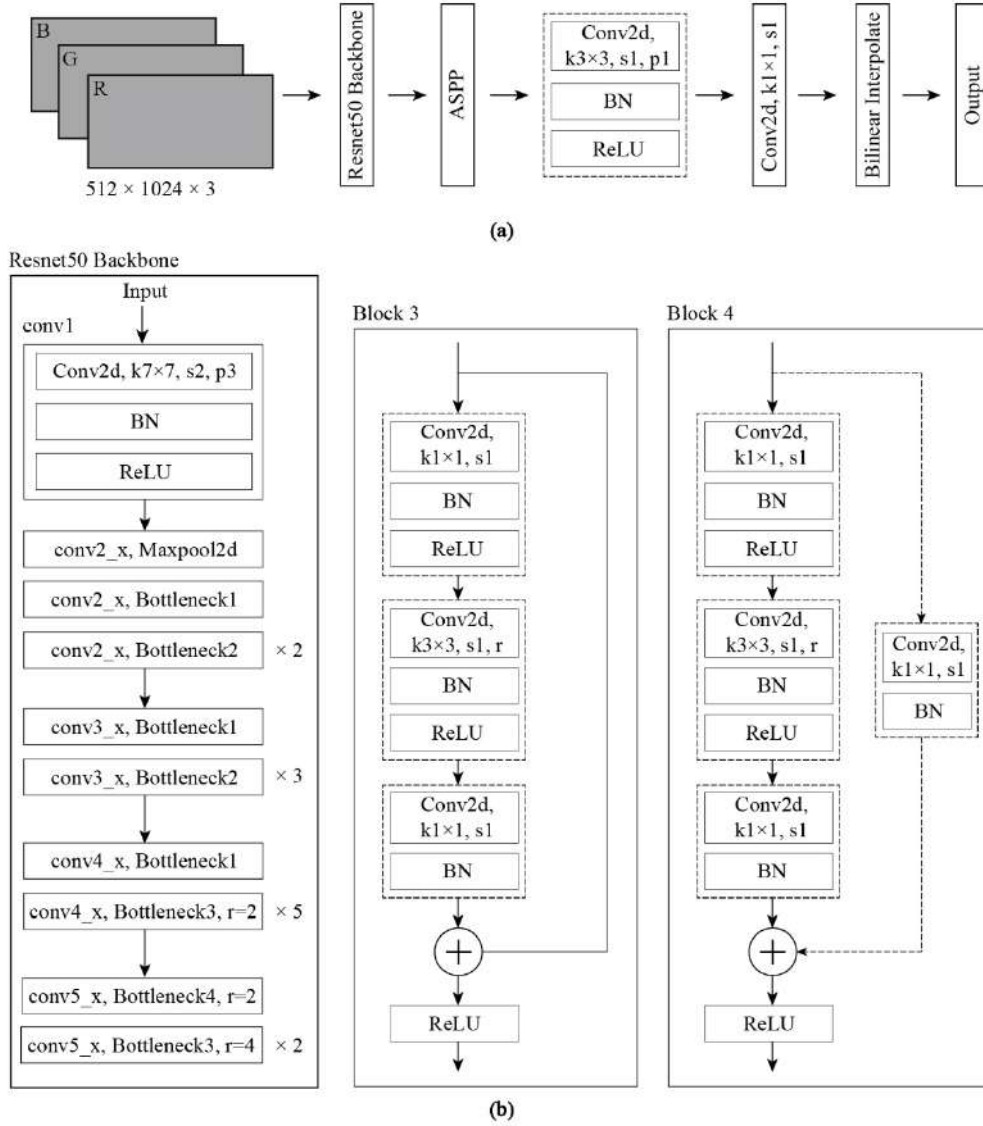 B
G
R
512 × 1024 × 3
Resnet50 Backbone
ASPP
Conv2d,
k3×3, s1, p1
BN
ReLU
Conv2d, k1×1, s1
Bilinear Interpolate
Output
(a)
Resnet50 Backbone
Input
conv1
Conv2d, k7×7, s2, p3
BN
ReLU
conv2_x, Maxpool2d
conv2_x, Bottleneck1
conv2_x, Bottleneck2 × 2
conv3_x, Bottleneck1
conv3_x, Bottleneck2 × 3
conv4_x, Bottleneck1
conv4_x, Bottleneck3, r=2 × 5
conv5_x, Bottleneck4, r=2
conv5_x, Bottleneck3, r=4 × 2
Block 3
Conv2d,
k1×1, s1
BN
ReLU
Conv2d,
k3×3, s1, r
BN
ReLU
Conv2d,
k1×1, s1
BN
+
ReLU
Block 4
Conv2d,
k1×1, s1
BN
ReLU
Conv2d,
k3×3, s1, r
BN
ReLU
Conv2d,
k1×1, s1
BN
Conv2d,
k1×1, s1
BN
+
ReLU
(b)